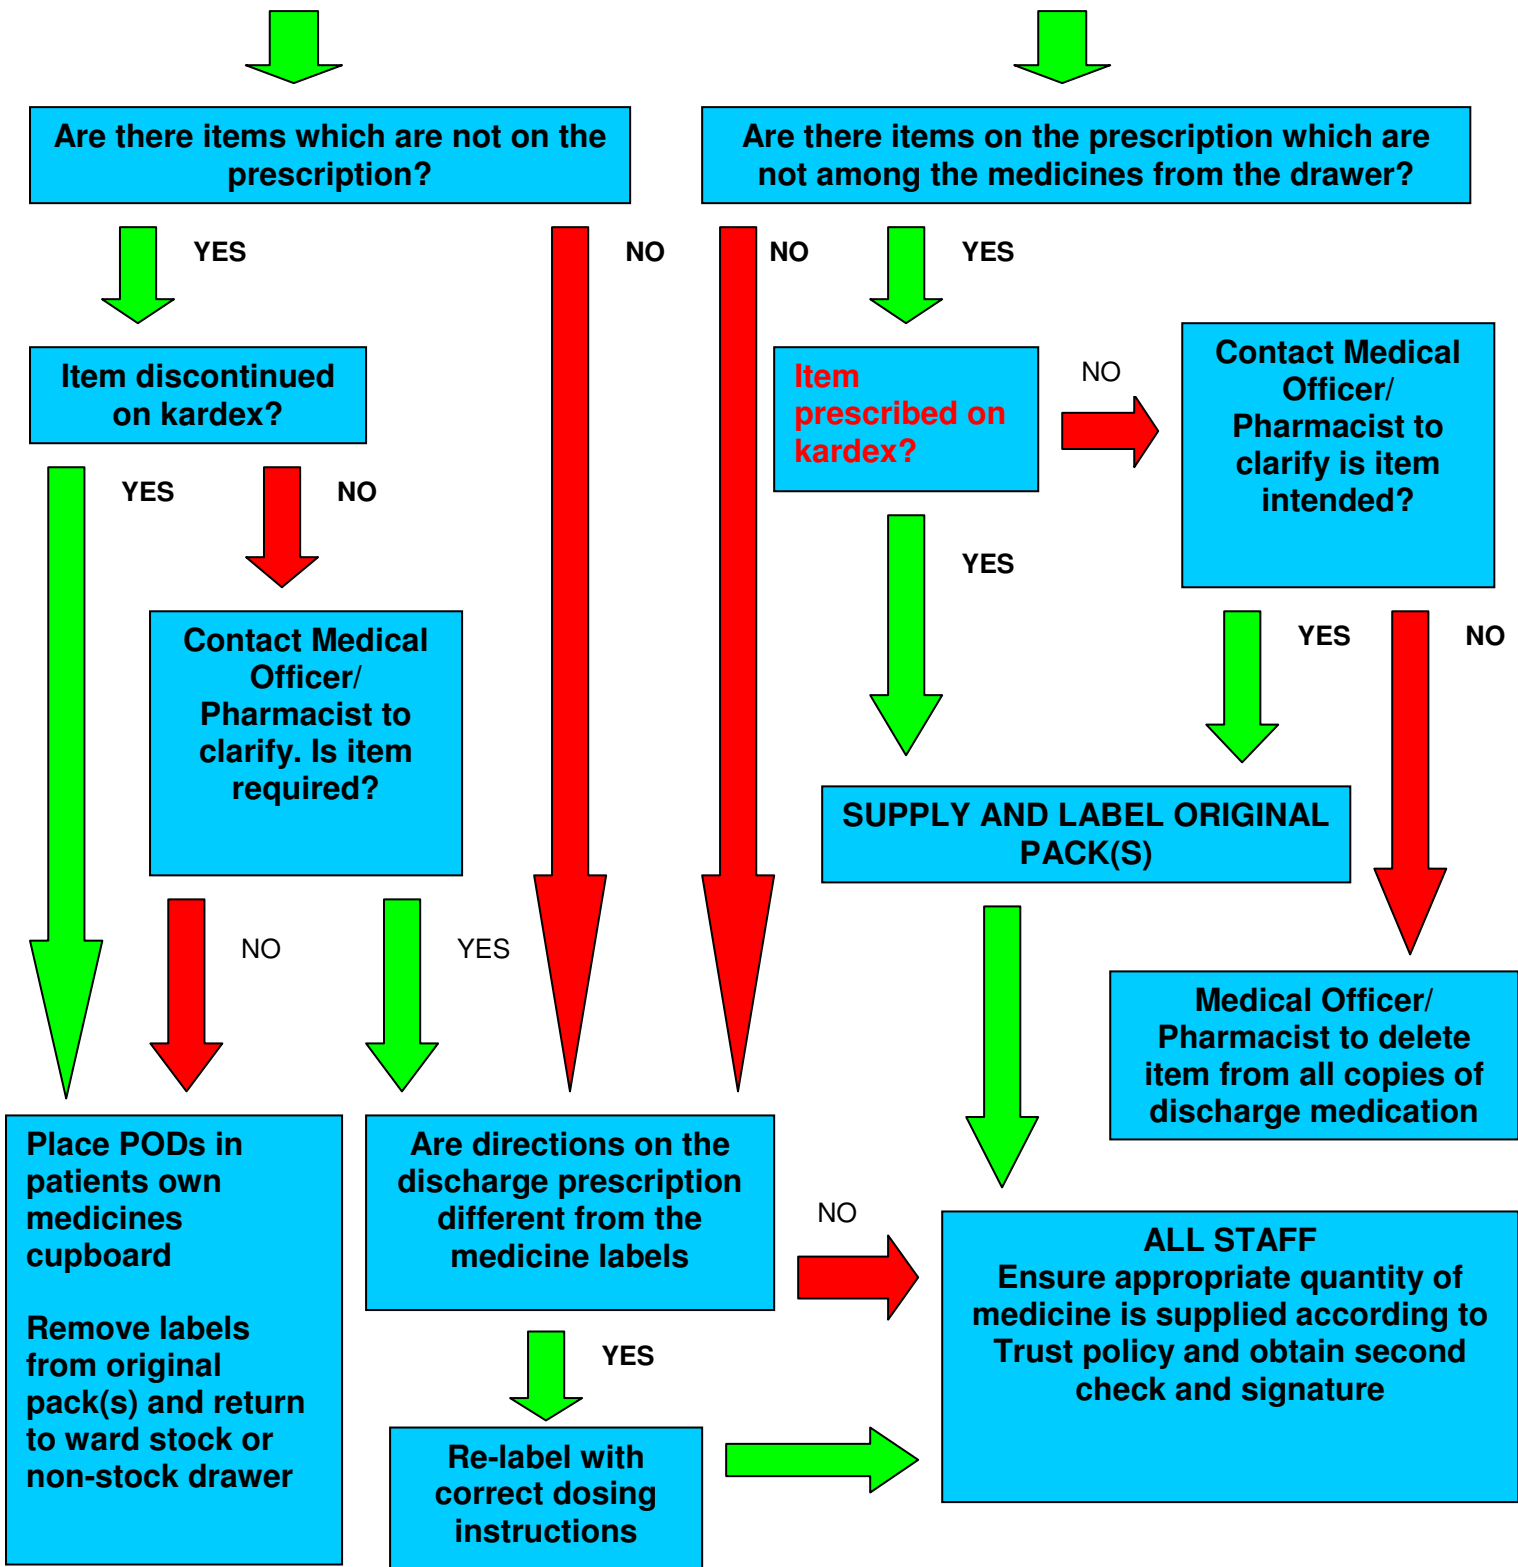 Are there items which are not on the
prescription?
Are there items on the prescription which are
not among the medicines from the drawer?
YES
NO
NO
YES
Item discontinued
on kardex?
Item
prescribed on
kardex?
NO
Contact Medical
Officer/
Pharmacist to
clarify is item
intended?
YES
NO
YES
YES
NO
Contact Medical
Officer/
Pharmacist to
clarify. Is item
required?
SUPPLY AND LABEL ORIGINAL
PACK(S)
NO
YES
Medical Officer/
Pharmacist to delete
item from all copies of
discharge medication
Place PODs in
patients own
medicines
cupboard
Remove labels
from original
pack(s) and return
to ward stock or
non-stock drawer
Are directions on the
discharge prescription
different from the
medicine labels
NO
ALL STAFF
Ensure appropriate quantity of
medicine is supplied according to
Trust policy and obtain second
check and signature
YES
Re-label with
correct dosing
instructions